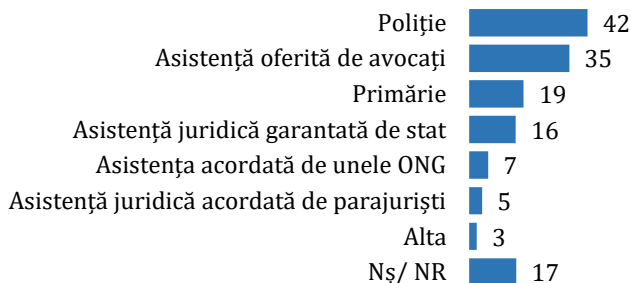 Poliție 42
Asistență oferită de avocați 35
Primărie 19
Asistență juridică garantată de stat 16
Asistența acordată de unele ONG 7
Asistență juridică acordată de parajuriști 5
Alta 3
Nș/ NR 17